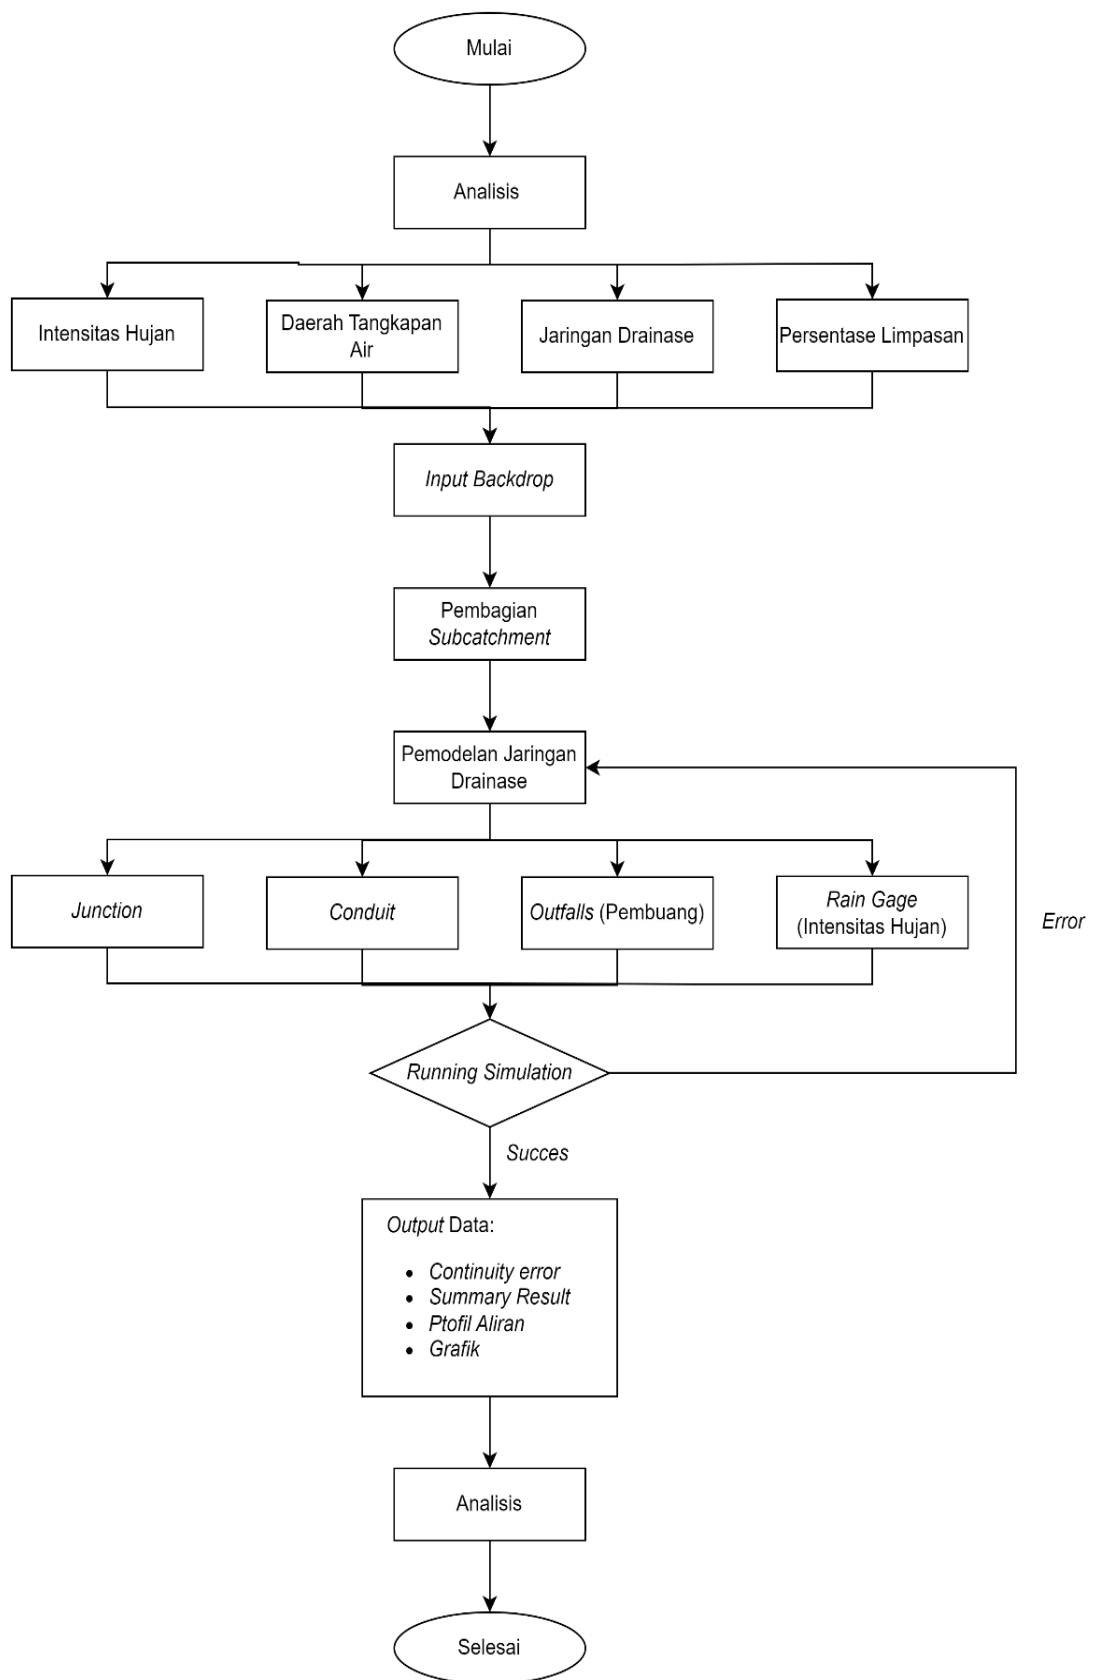 Mulai
Analisis
Intensitas Hujan
Daerah Tangkapan
Air
Jaringan Drainase
Persentase Limpasan
Input Backdrop
Pembagian
Subcatchment
Pemodelan Jaringan
Drainase
Junction
Conduit
Outfalls (Pembuang)
Rain Gage
(Intensitas Hujan)
Error
Running Simulation
Succes
Output Data:
• Continuity error
• Summary Result
• Ptofil Aliran
• Grafik
Analisis
Selesai